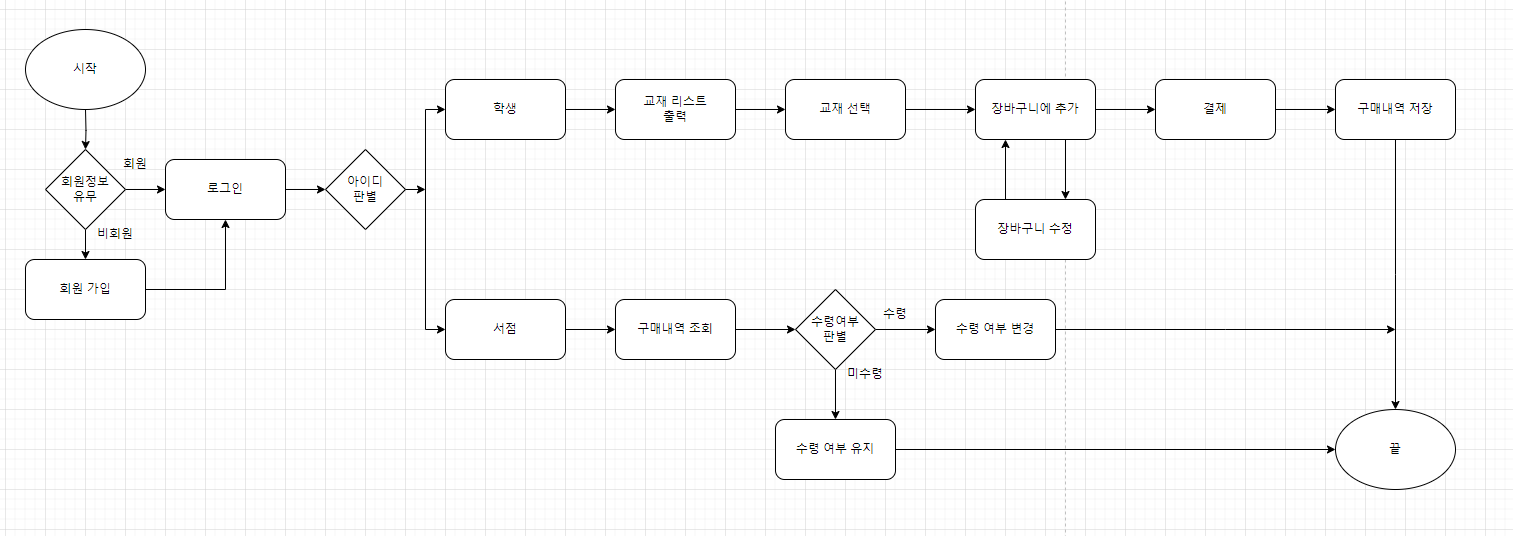 시작
회원정보
유무
회원
비회원
회원 가입
로그인
아이디
판별
학생
교재 리스트
출력
교재 선택
장바구니에 추가
장바구니 수정
결제
구매내역 저장
서점
구매내역 조회
수령여부
판별
수령
미수령
수령 여부 변경
수령 여부 유지
끝